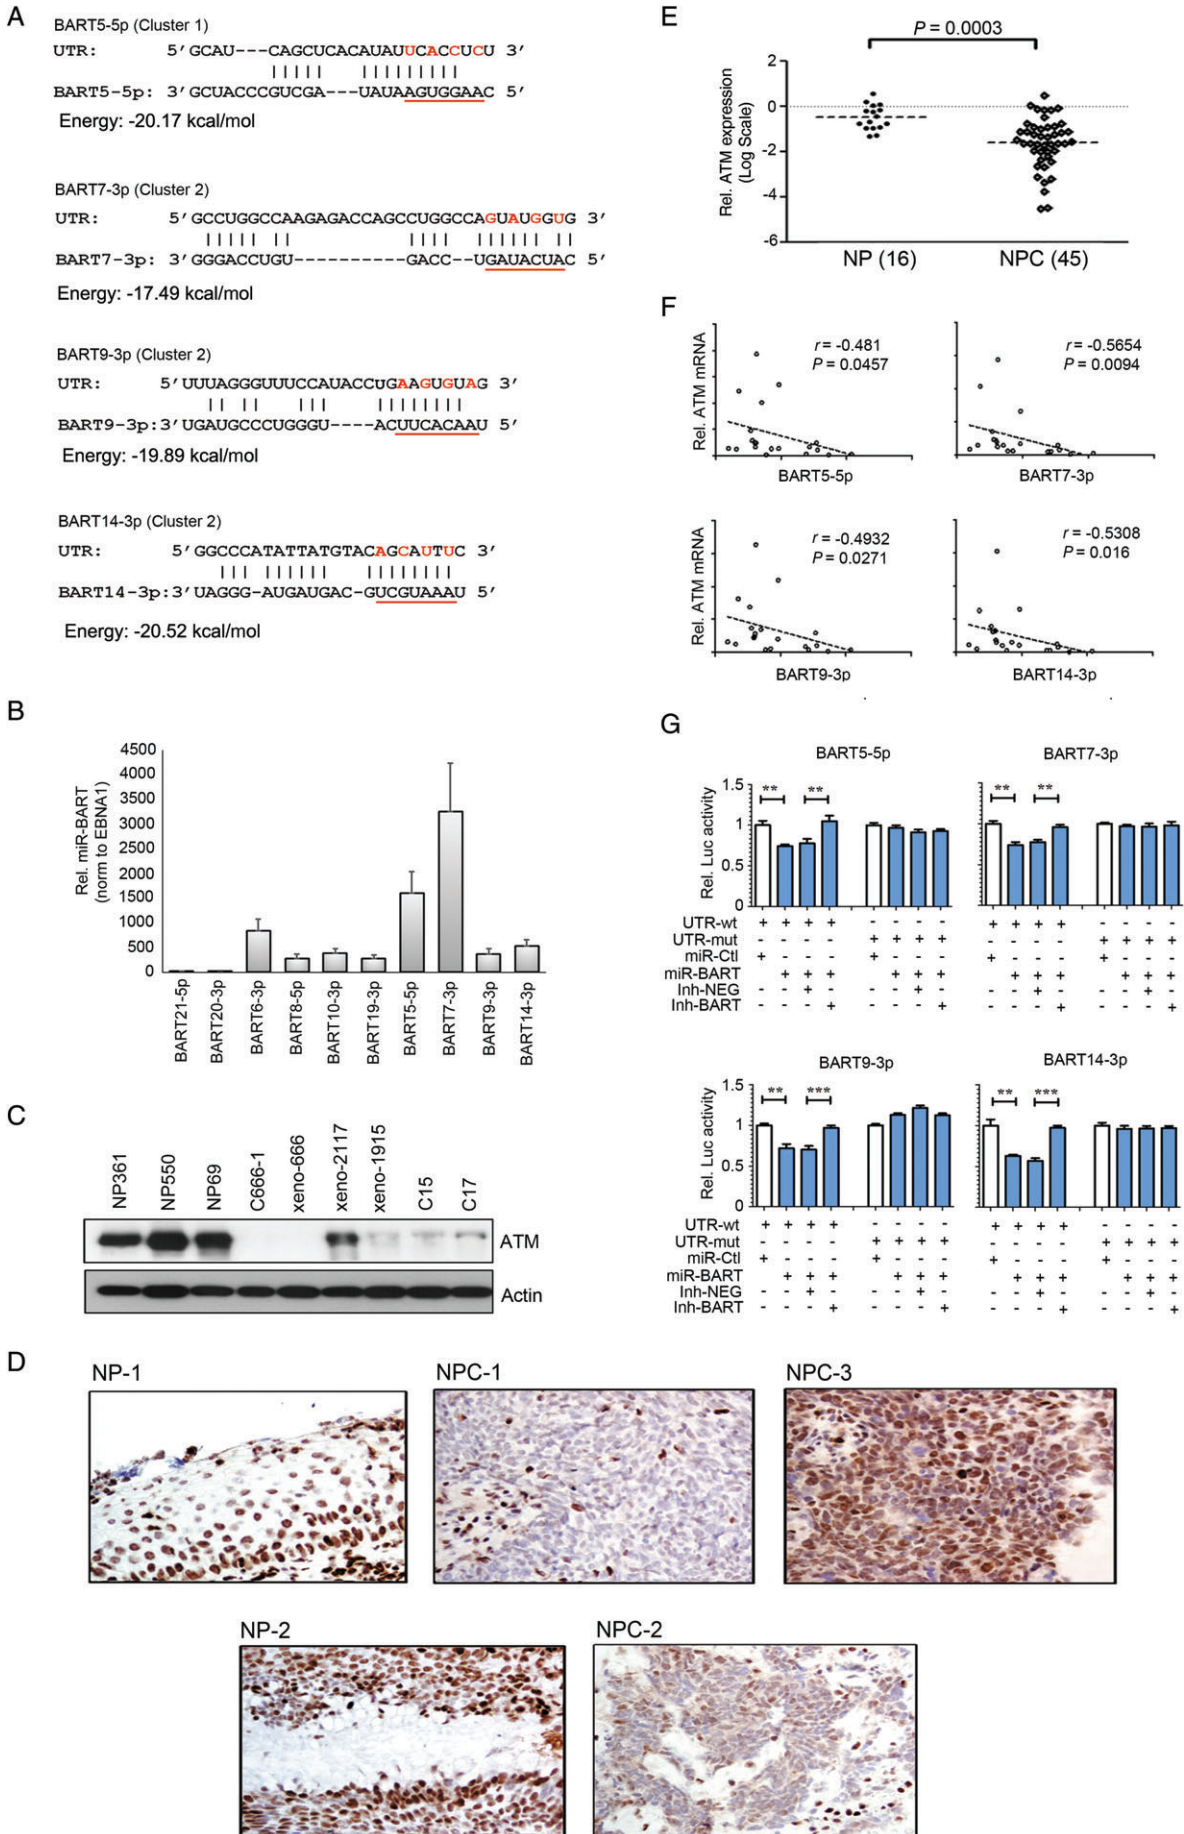 A
BART5-5p (Cluster 1)
UTR: 5'GCAU---CAGCUCACAUAUUCACCUCU 3'
BART5-5p: 3'GCUACCCGUCGA---UAUAAGUGGAAC 5'
Energy: -20.17 kcal/mol
BART7-3p (Cluster 2)
UTR: 5'GCCUGGCCAAGAGACCAGCCUGGCCAGUAUGGUG 3'
BART7-3p: 3'GGGACCUGU----------GACC--UGAUACUAC 5'
Energy: -17.49 kcal/mol
BART9-3p (Cluster 2)
UTR: 5'UUUAGGGUUUCCAUACCUGAAGUGUAG 3'
BART9-3p: 3'UGAUGCCCUGGGU----ACUUCACAAU 5'
Energy: -19.89 kcal/mol
BART14-3p (Cluster 2)
UTR: 5'GGCCCATATTATGTACAGCAUTUC 3'
BART14-3p: 3'UAGGG-AUGAUGAC-GUCGUAAAU 5'
Energy: -20.52 kcal/mol
B
Rel. miR-BART
(norm to EBNA1)
4500
4000
3500
3000
2500
2000
1500
1000
500
0
BART21-5p
BART20-3p
BART6-3p
BART8-5p
BART10-3p
BART19-3p
BART5-5p
BART7-3p
BART9-3p
BART14-3p
C
NP361
NP550
NP69
C666-1
xeno-666
xeno-2117
xeno-1915
C15
C17
ATM
Actin
D
NP-1
NPC-1
NPC-3
NP-2
NPC-2
E
P = 0.0003
Rel. ATM expression
(Log Scale)
2
0
-2
-4
-6
NP (16)
NPC (45)
F
Rel. ATM mRNA
r = -0.481
P = 0.0457
BART5-5p
r = -0.5654
P = 0.0094
BART7-3p
Rel. ATM mRNA
r = -0.4932
P = 0.0271
BART9-3p
r = -0.5308
P = 0.016
BART14-3p
G
BART5-5p
BART7-3p
Rel. Luc activity
1.5
1
0.5
0
** **
** **
UTR-wt + + + + - - - - + + + + - - - -
UTR-mut - - - - + + + + - - - - + + + +
miR-Ctl + - - - + - - - + - - - + - - -
miR-BART - + + + - + + + - + + + - + + +
Inh-NEG - - + - - - + - - - + - - - + -
Inh-BART - - - + - - - + - - - + - - - +
BART9-3p
BART14-3p
Rel. Luc activity
1.5
1
0.5
0
** ***
** ***
UTR-wt + + + + - - - - + + + + - - - -
UTR-mut - - - - + + + + - - - - + + + +
miR-Ctl + - - - + - - - + - - - + - - -
miR-BART - + + + - + + + - + + + - + + +
Inh-NEG - - + - - - + - - - + - - - + -
Inh-BART - - - + - - - + - - - + - - - +